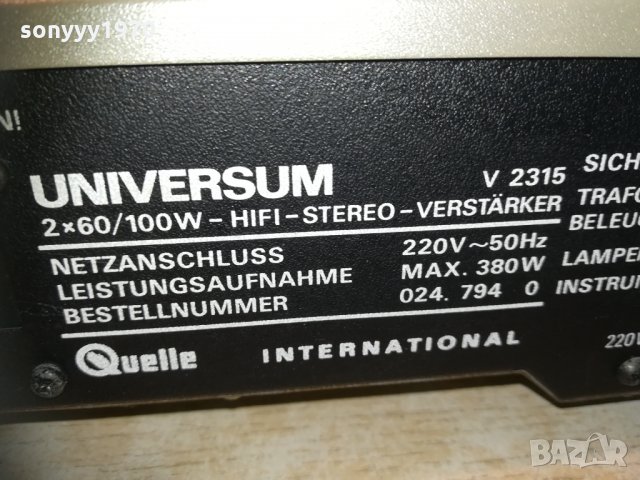 sonyyy1977
N!
UNIVERSUM V 2315
2×60/100W – HIFI – STEREO – VERSTÄRKER
NETZANSCHLUSS 220V~50Hz
LEISTUNGSAUFNAHME MAX. 380W
BESTELLNUMMER 024. 794 0
Quelle INTERNATIONAL
SICH
TRAFO
BELEUC
LAMPE
INSTRU
220V
BAZAR